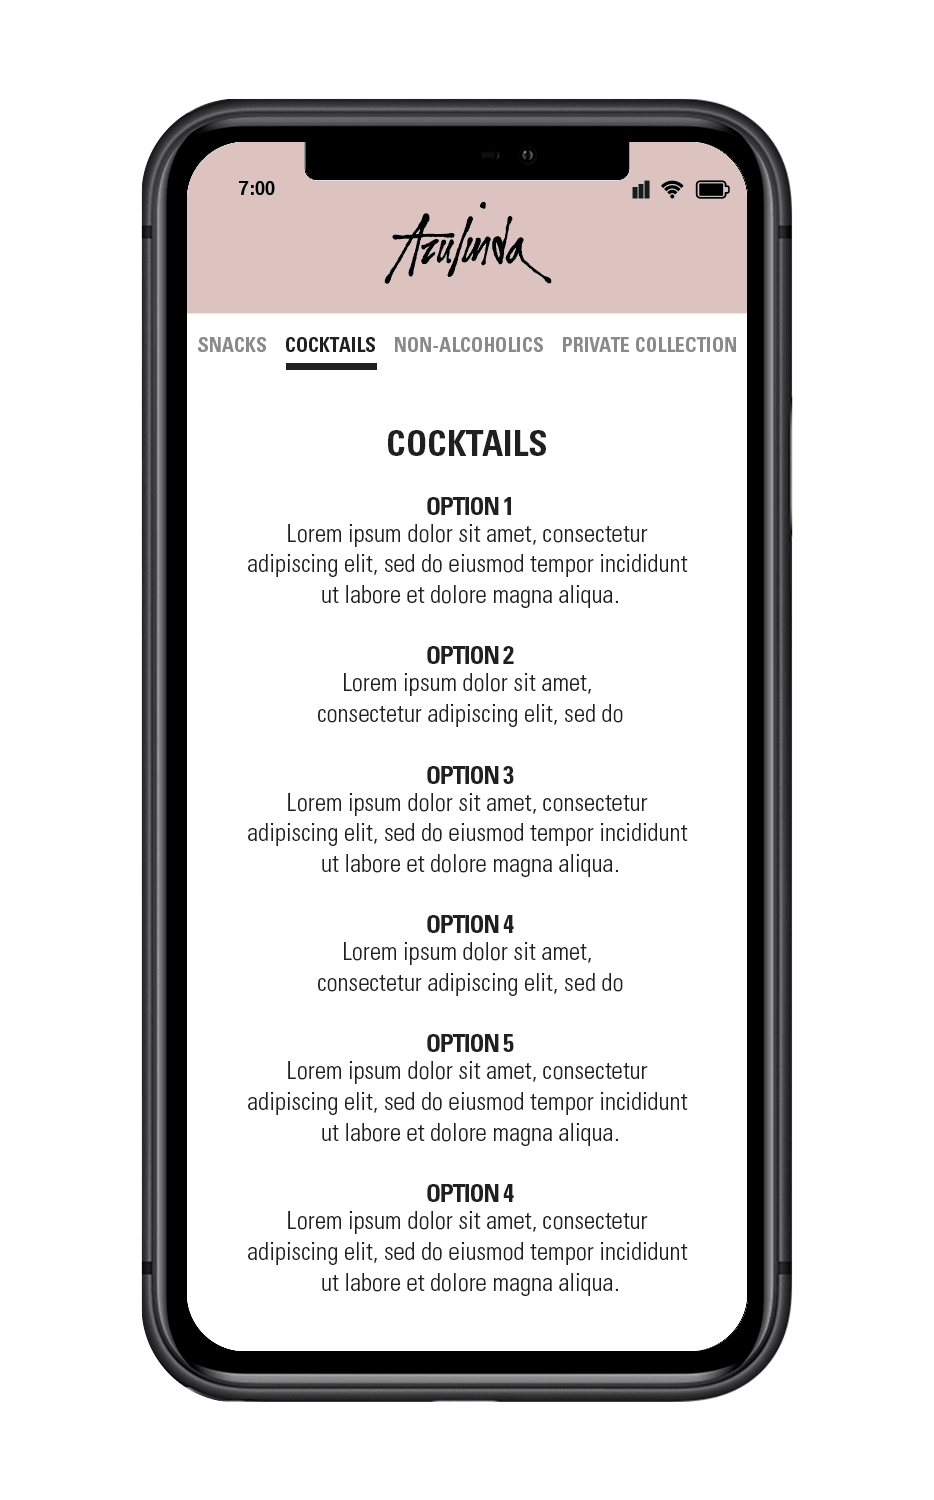 7:00
Azulinda
SNACKS COCKTAILS NON-ALCOHOLICS PRIVATE COLLECTION
COCKTAILS
OPTION 1
Lorem ipsum dolor sit amet, consectetur
adipiscing elit, sed do eiusmod tempor incididunt
ut labore et dolore magna aliqua.
OPTION 2
Lorem ipsum dolor sit amet,
consectetur adipiscing elit, sed do
OPTION 3
Lorem ipsum dolor sit amet, consectetur
adipiscing elit, sed do eiusmod tempor incididunt
ut labore et dolore magna aliqua.
OPTION 4
Lorem ipsum dolor sit amet,
consectetur adipiscing elit, sed do
OPTION 5
Lorem ipsum dolor sit amet, consectetur
adipiscing elit, sed do eiusmod tempor incididunt
ut labore et dolore magna aliqua.
OPTION 4
Lorem ipsum dolor sit amet, consectetur
adipiscing elit, sed do eiusmod tempor incididunt
ut labore et dolore magna aliqua.